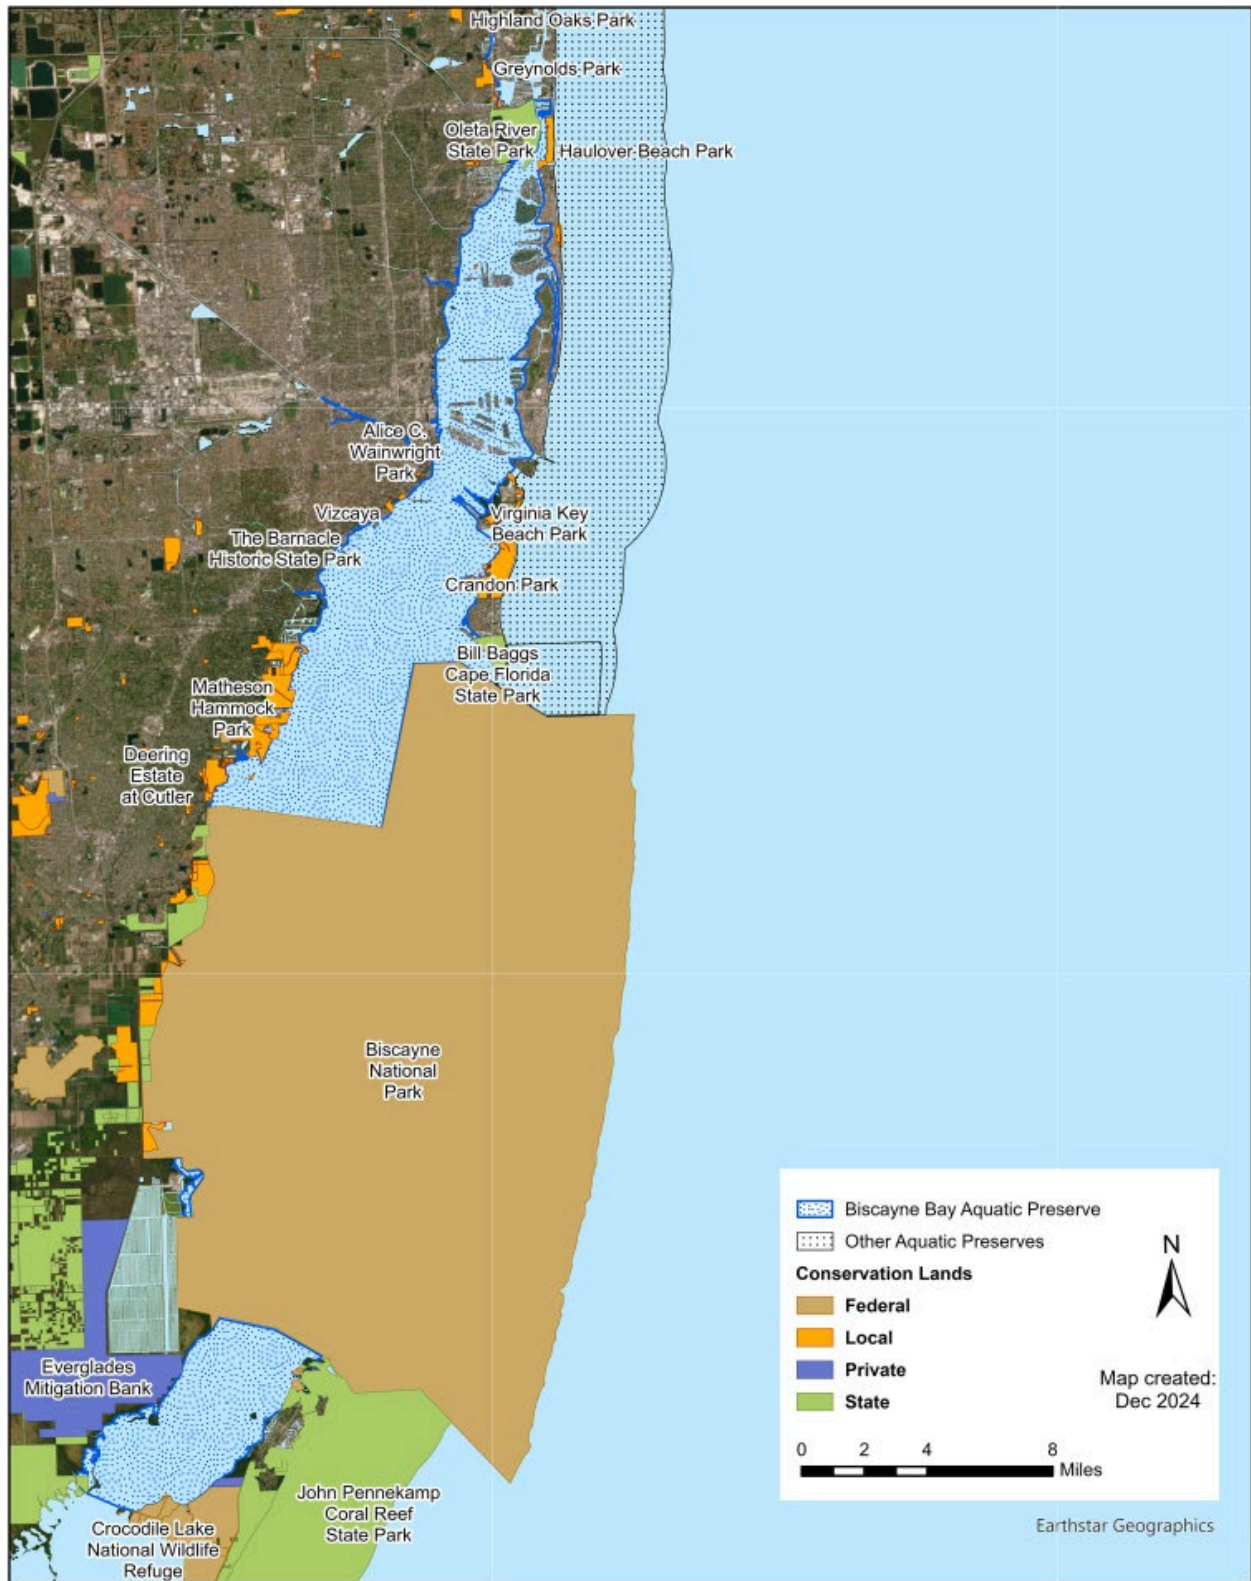 Highland Oaks Park
Greynolds Park
Oleta River
State Park
Haulover Beach Park
Alice C.
Wainwright
Park
Vizcaya
Virginia Key
Beach Park
The Barnacle
Historic State Park
Crandon Park
Bill Baggs
Cape Florida
State Park
Matheson
Hammock
Park
Deering
Estate
at Cutler
Biscayne
National
Park
Everglades
Mitigation Bank
John Pennekamp
Coral Reef
State Park
Crocodile Lake
National Wildlife
Refuge
Biscayne Bay Aquatic Preserve
Other Aquatic Preserves
Conservation Lands
Federal
Local
Private
State
N
Map created:
Dec 2024
0 2 4 8
Miles
Earthstar Geographics